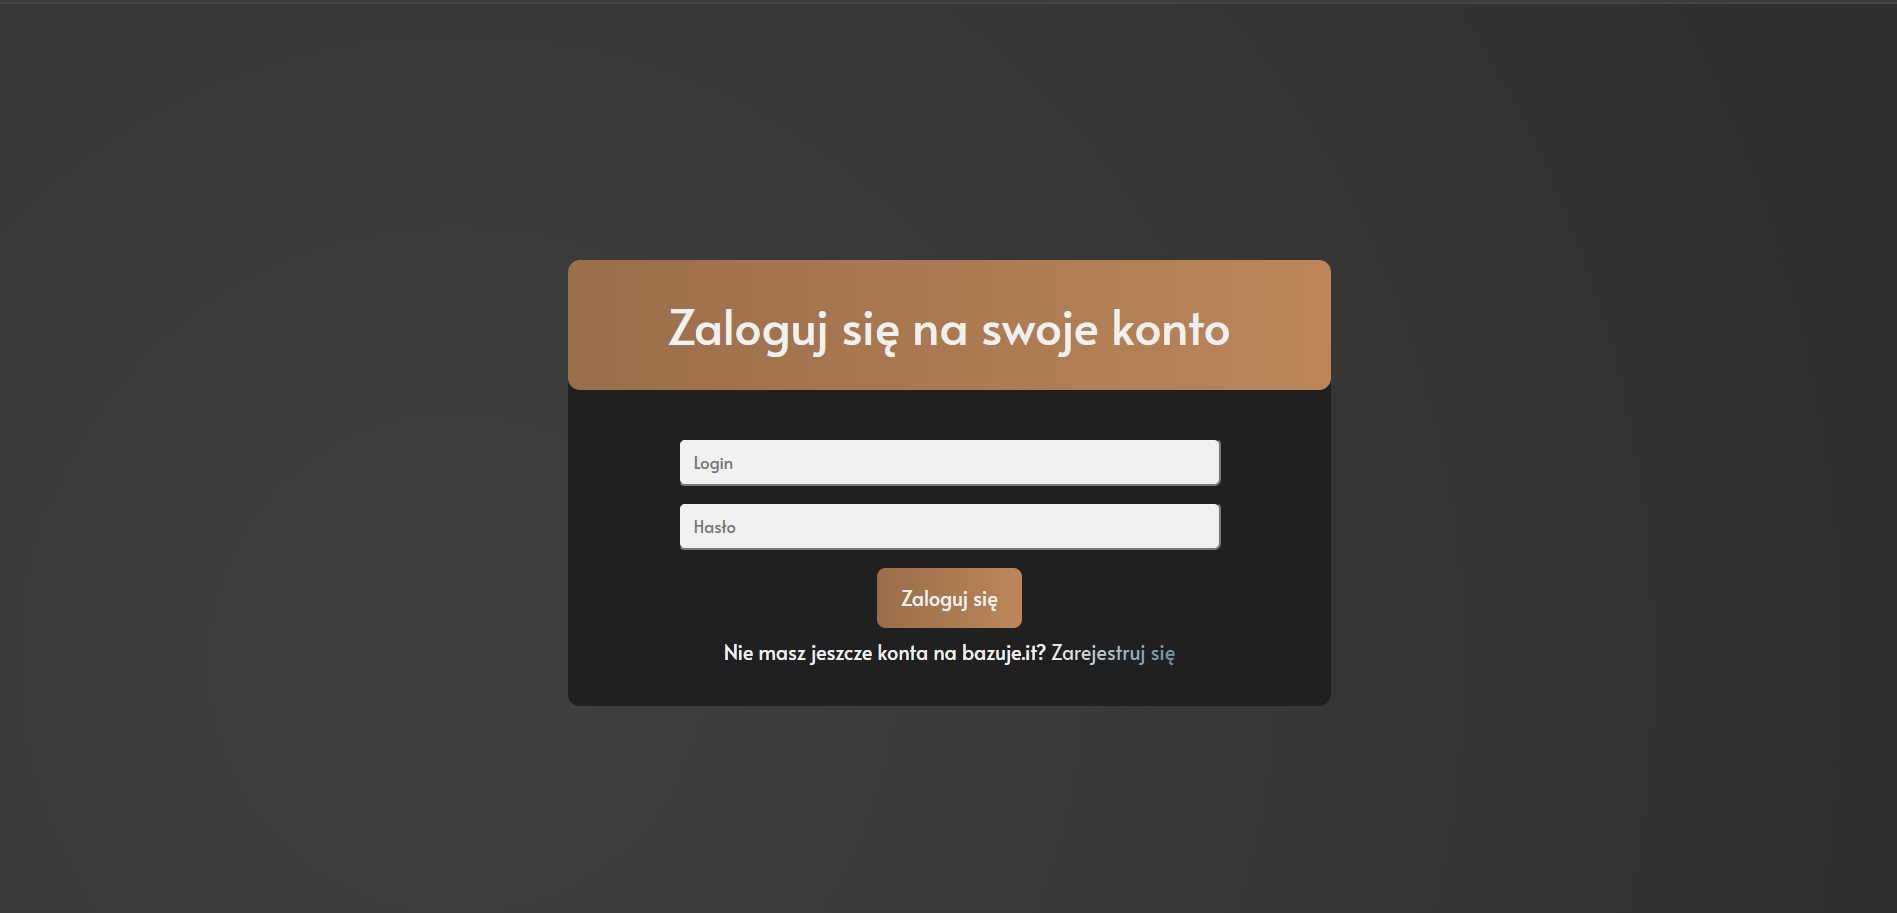 Zaloguj się na swoje konto
Login
Hasło
Zaloguj się
Nie masz jeszcze konta na bazuje.it? Zarejestruj się